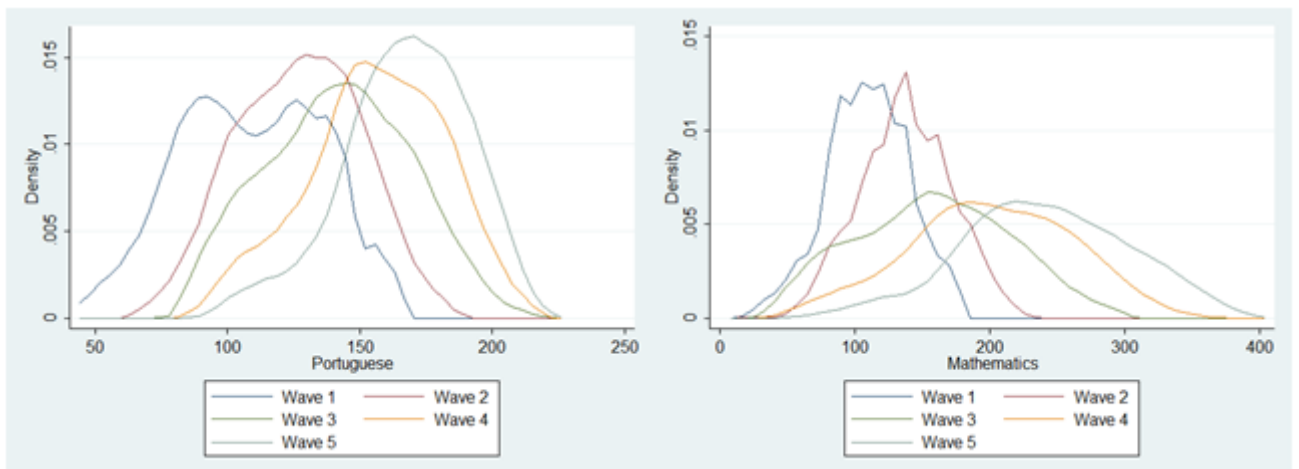 Density
0
.005
.01
.015
50
100
150
200
250
Portuguese
Wave 1
Wave 2
Wave 3
Wave 4
Wave 5
Density
0
.005
.01
.015
0
100
200
300
400
Mathematics
Wave 1
Wave 2
Wave 3
Wave 4
Wave 5